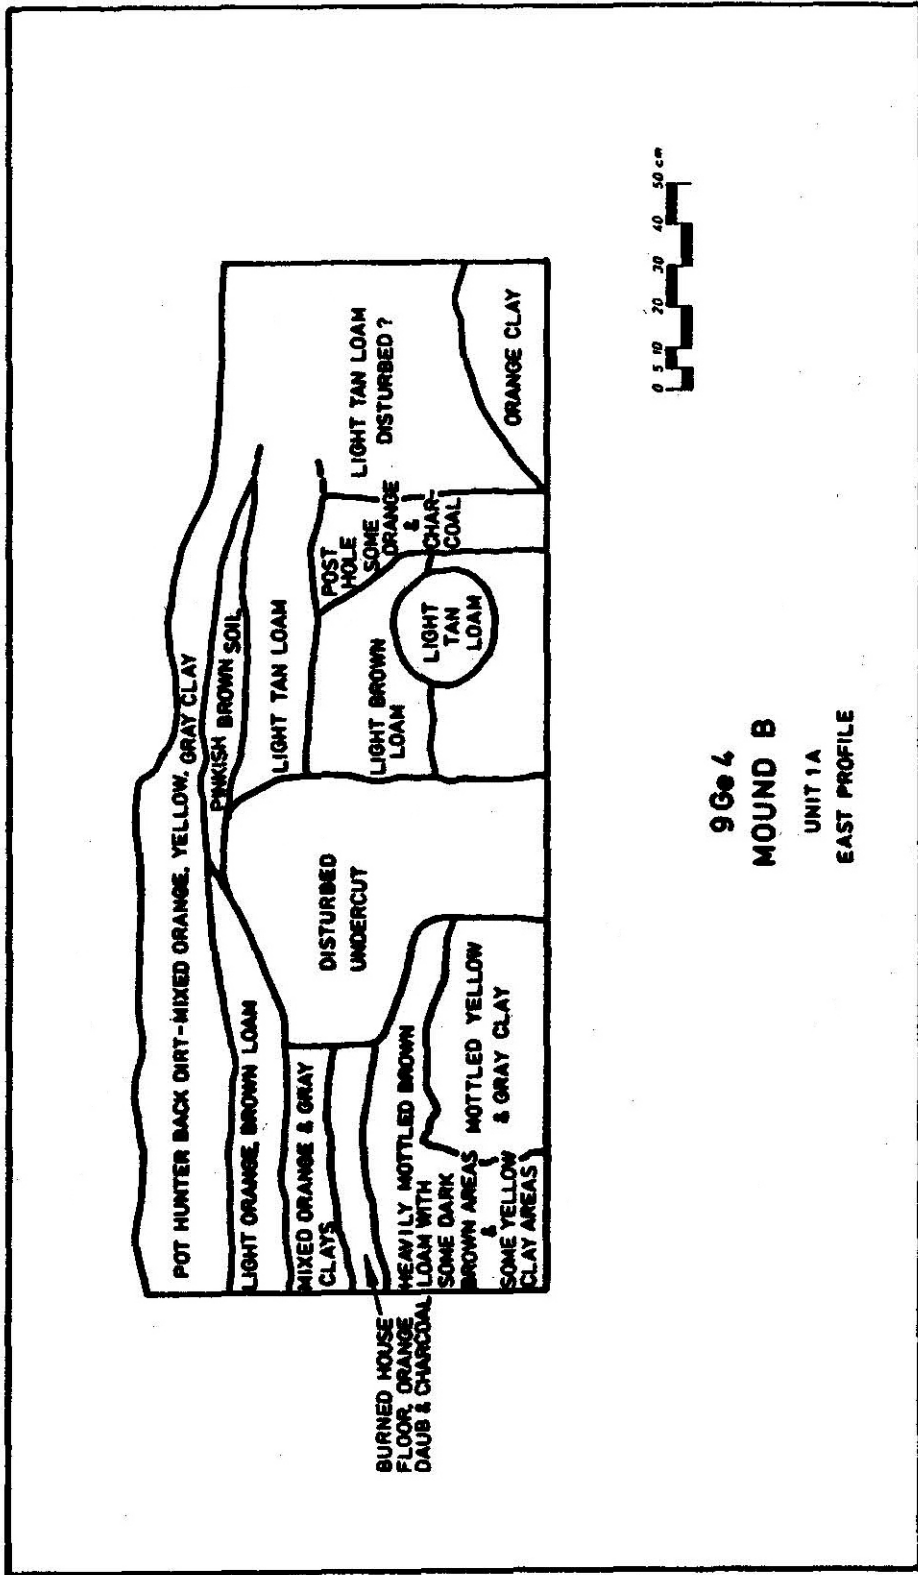 POT HUNTER BACK DIRT-MIXED ORANGE, YELLOW, GRAY CLAY
PINKISH BROWN SOIL
LIGHT ORANGE BROWN LOAM
LIGHT TAN LOAM
MIXED ORANGE & GRAY
CLAYS
DISTURBED
UNDERCUT
POST
HOLE
SOME
ORANGE
&
CHAR-
COAL
LIGHT TAN LOAM
DISTURBED?
LIGHT BROWN
LOAM
LIGHT
TAN
LOAM
ORANGE CLAY
BURNED HOUSE
FLOOR, ORANGE
DAUB & CHARCOAL
HEAVILY MOTTLED BROWN
LOAM WITH
SOME DARK
BROWN AREAS
&
SOME YELLOW
CLAY AREAS
MOTTLED YELLOW
& GRAY CLAY
0 5 10 20 30 40 50 cm
9Ge4
MOUND B
UNIT 1A
EAST PROFILE